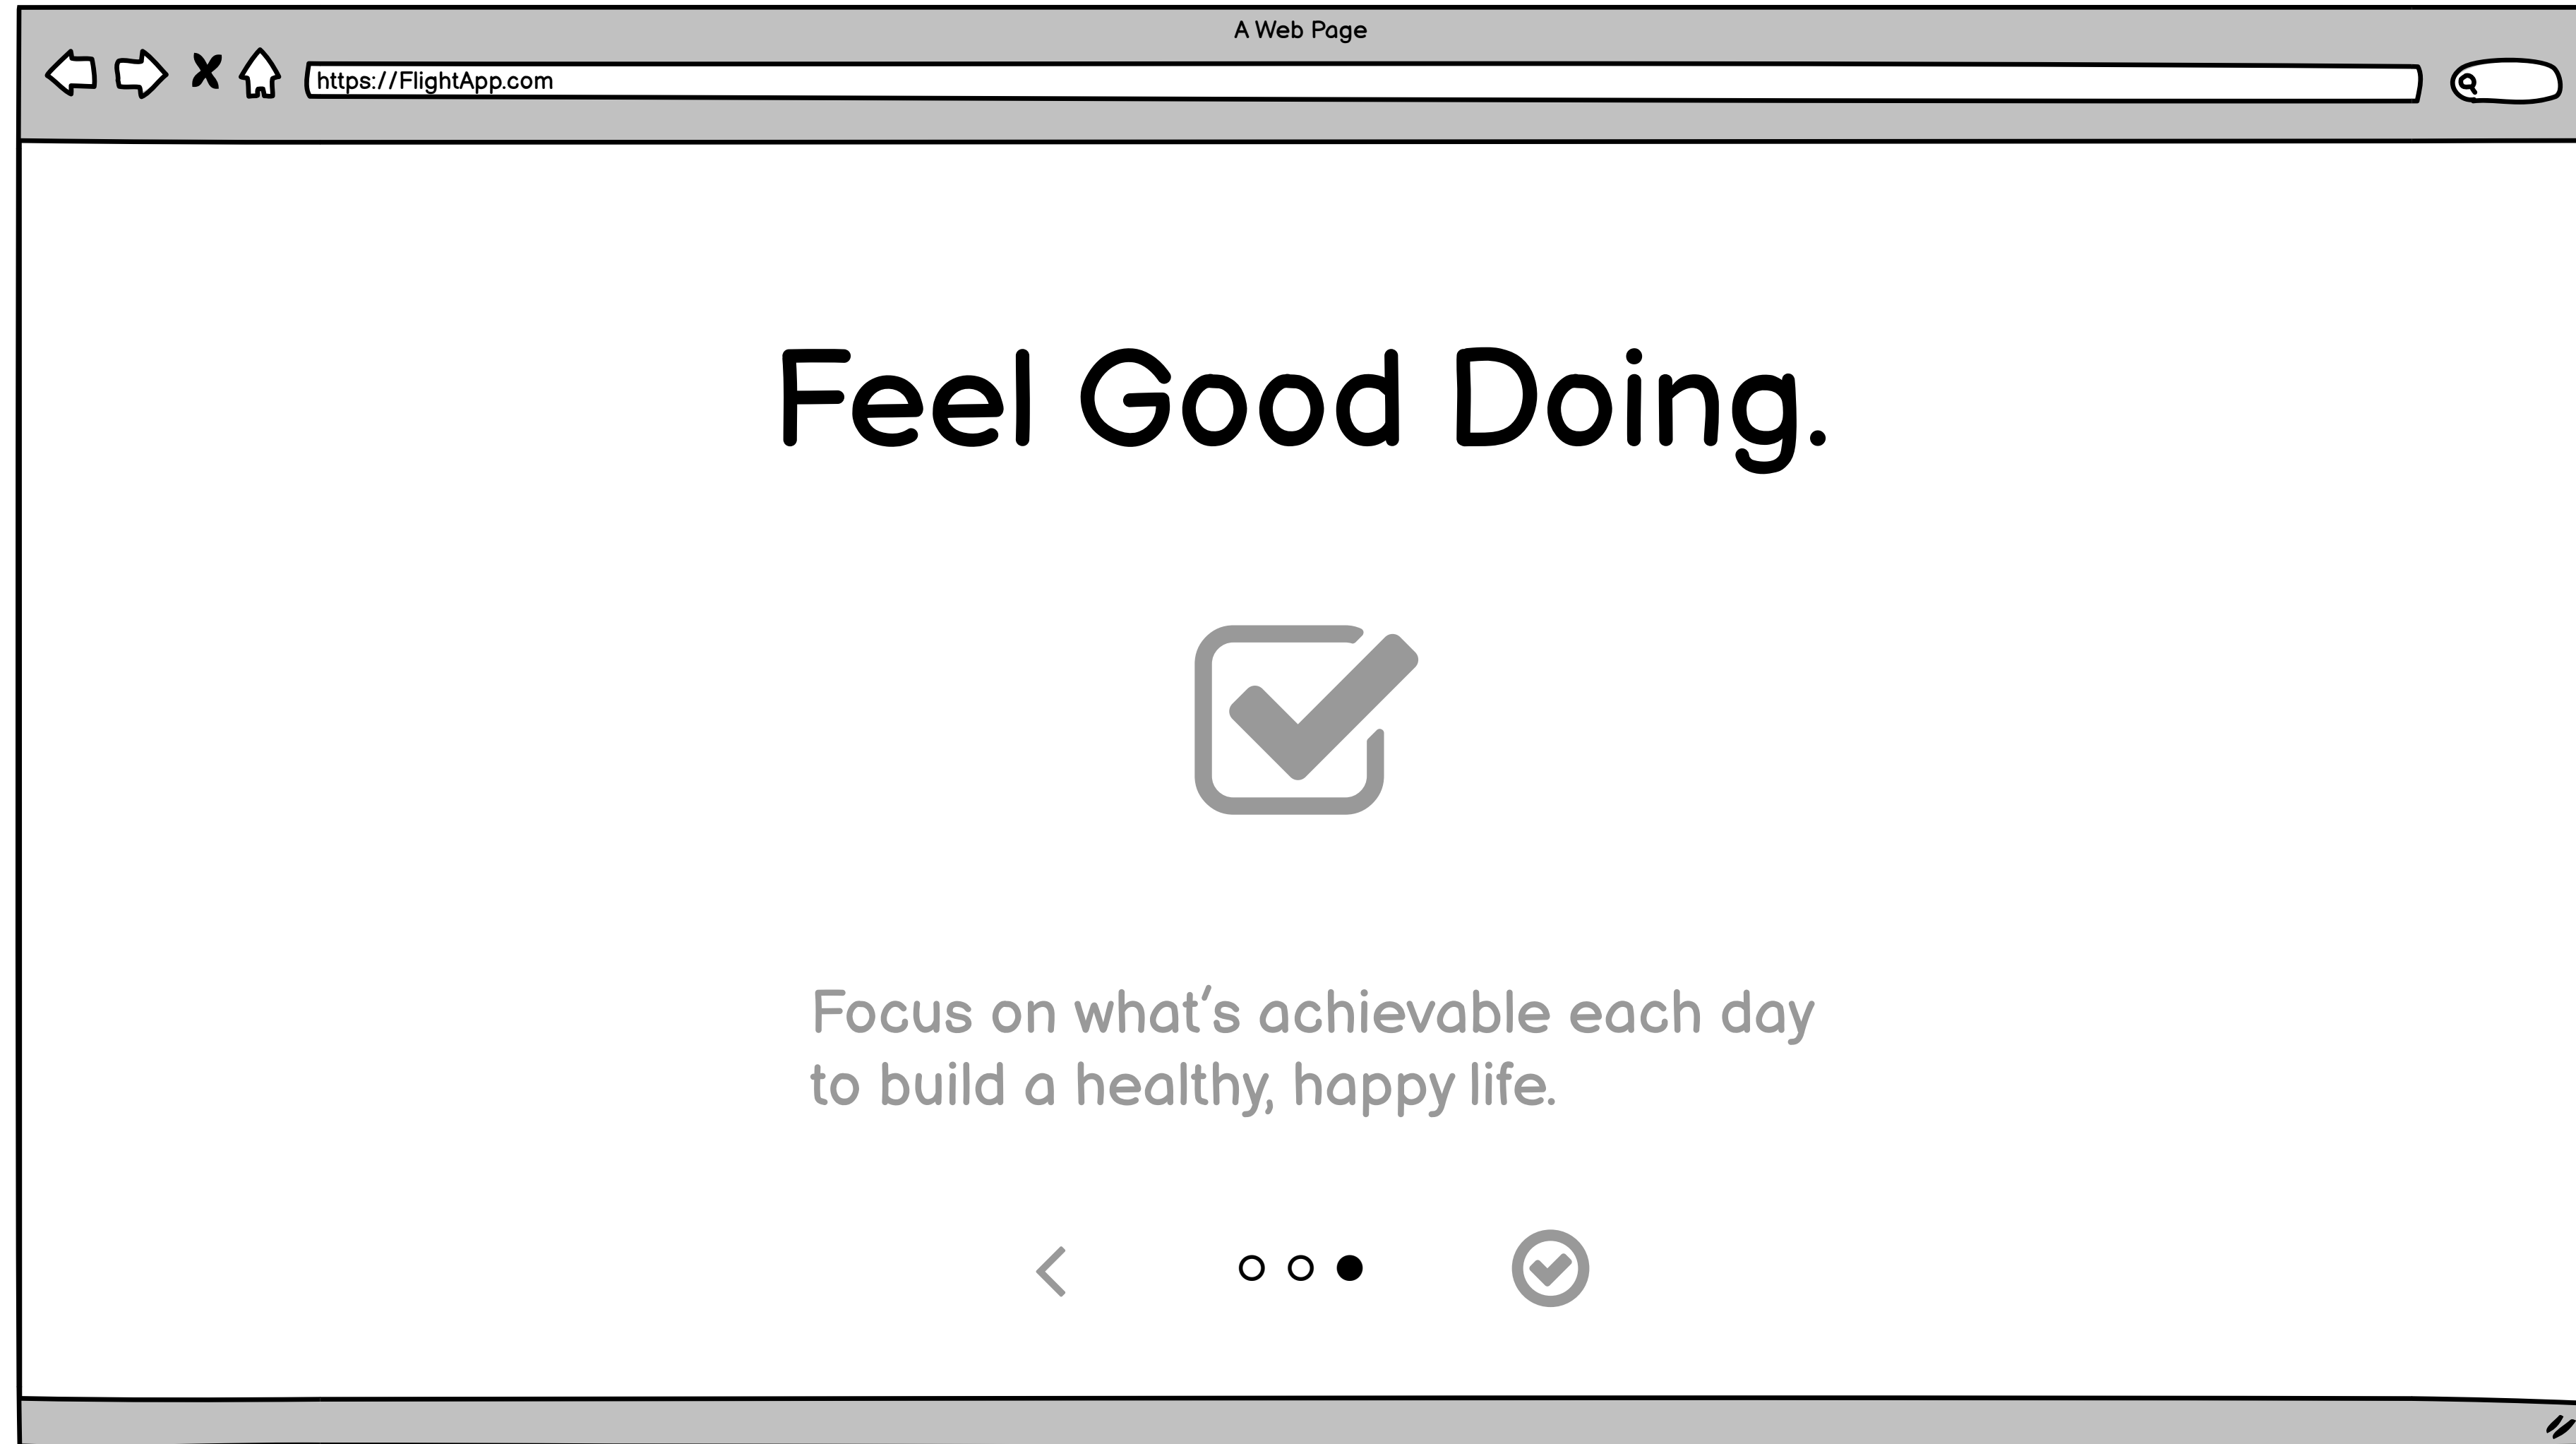 A Web Page
https://FlightApp.com
Feel Good Doing.
Focus on what's achievable each day
to build a healthy, happy life.